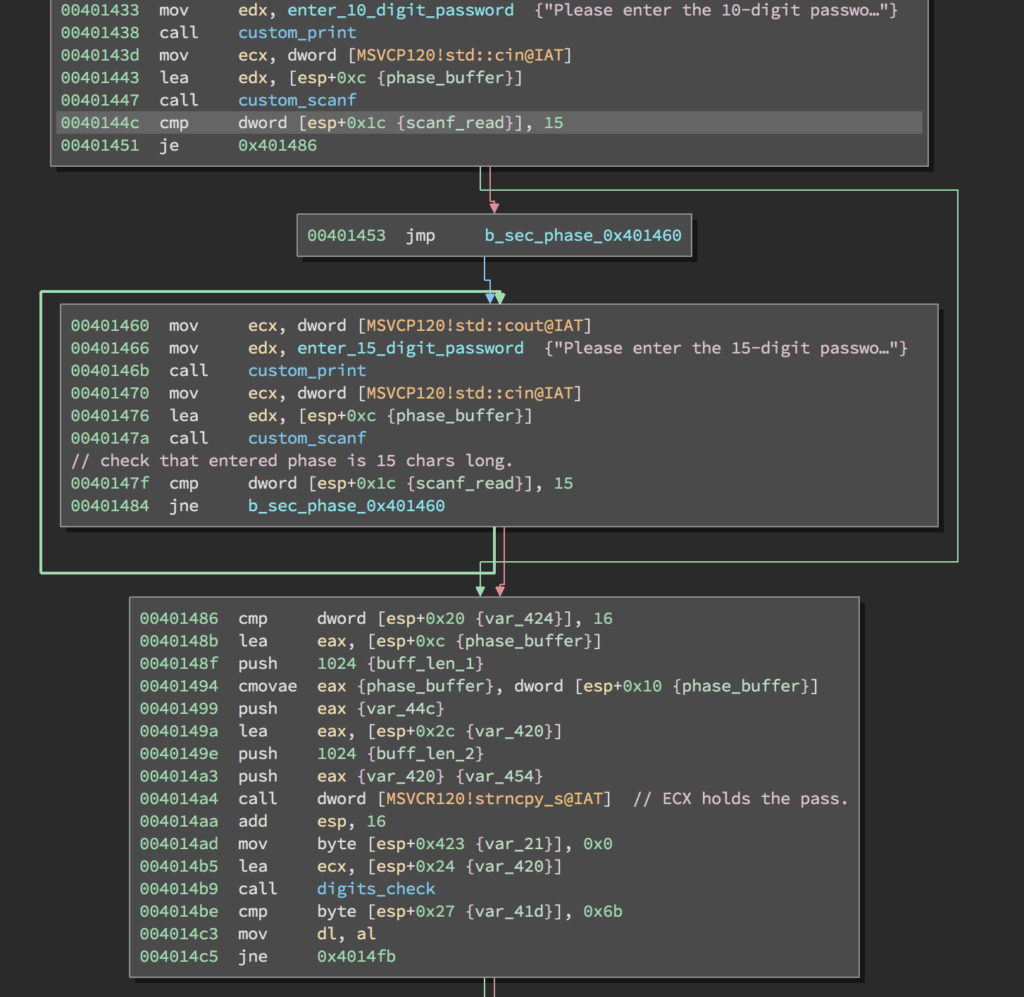 00401433 mov edx, enter_10_digit_password {"Please enter the 10-digit passwo…"}
00401438 call custom_print
0040143d mov ecx, dword [MSVCP120!std::cin@IAT]
00401443 lea edx, [esp+0xc {phase_buffer}]
00401447 call custom_scanf
0040144c cmp dword [esp+0x1c {scanf_read}], 15
00401451 je 0x401486
00401453 jmp b_sec_phase_0x401460
00401460 mov ecx, dword [MSVCP120!std::cout@IAT]
00401466 mov edx, enter_15_digit_password {"Please enter the 15-digit passwo…"}
0040146b call custom_print
00401470 mov ecx, dword [MSVCP120!std::cin@IAT]
00401476 lea edx, [esp+0xc {phase_buffer}]
0040147a call custom_scanf
// check that entered phase is 15 chars long.
0040147f cmp dword [esp+0x1c {scanf_read}], 15
00401484 jne b_sec_phase_0x401460
00401486 cmp dword [esp+0x20 {var_424}], 16
0040148b lea eax, [esp+0xc {phase_buffer}]
0040148f push 1024 {buff_len_1}
00401494 cmovae eax {phase_buffer}, dword [esp+0x10 {phase_buffer}]
00401499 push eax {var_44c}
0040149a lea eax, [esp+0x2c {var_420}]
0040149e push 1024 {buff_len_2}
004014a3 push eax {var_420} {var_454}
004014a4 call dword [MSVCR120!strncpy_s@IAT] // ECX holds the pass.
004014aa add esp, 16
004014ad mov byte [esp+0x423 {var_21}], 0x0
004014b5 lea ecx, [esp+0x24 {var_420}]
004014b9 call digits_check
004014be cmp byte [esp+0x27 {var_41d}], 0x6b
004014c3 mov dl, al
004014c5 jne 0x4014fb